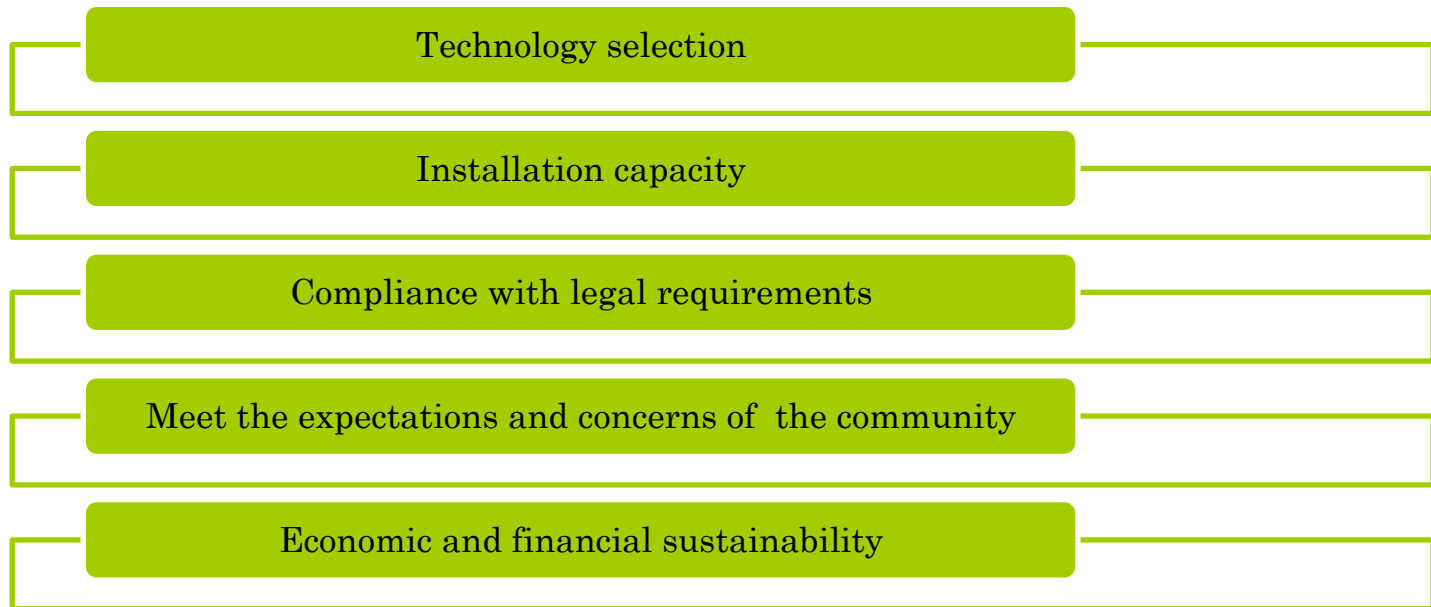 Technology selection
Installation capacity
Compliance with legal requirements
Meet the expectations and concerns of  the community
Economic and financial sustainability